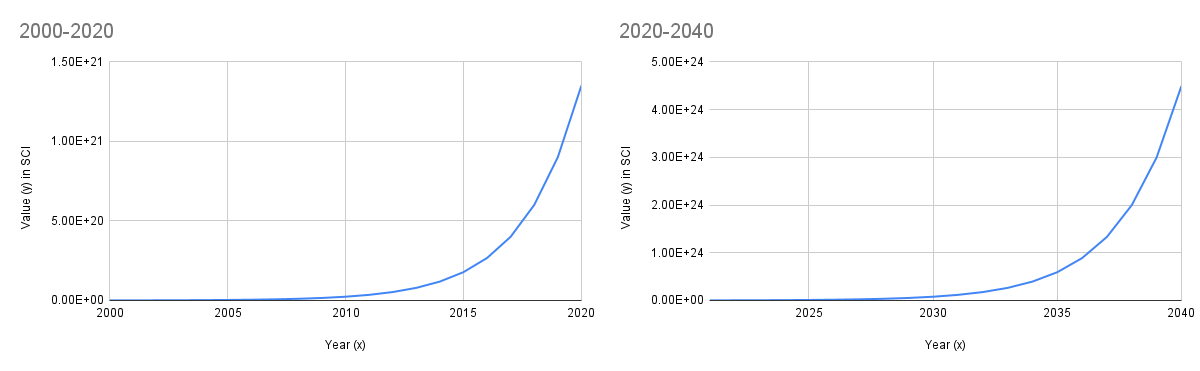 2000-2020
1.50E+21
1.00E+21
5.00E+20
0.00E+00
Value (y) in SCI
2000 2005 2010 2015 2020
Year (x)
2020-2040
5.00E+24
4.00E+24
3.00E+24
2.00E+24
1.00E+24
0.00E+00
Value (y) in SCI
2025 2030 2035 2040
Year (x)